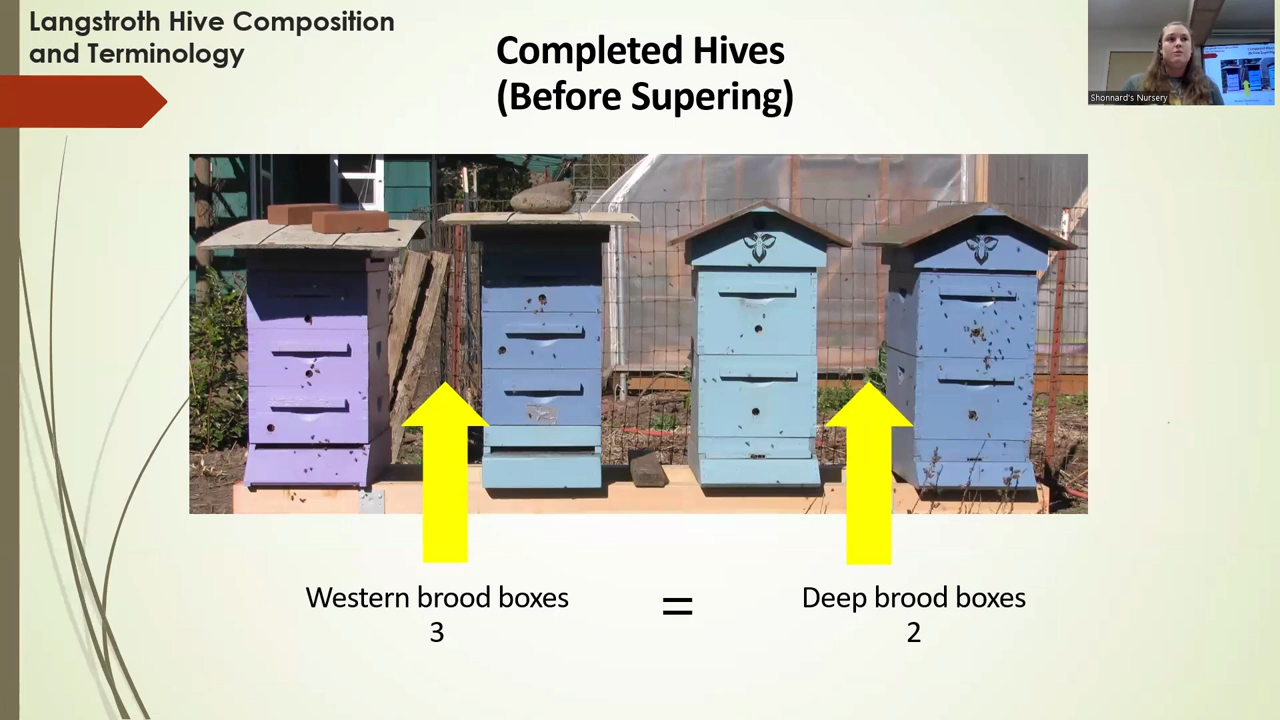 Langstroth Hive Composition
and Terminology
Completed Hives
(Before Supering)
Shonnard's Nursery
Western brood boxes
3
=
Deep brood boxes
2